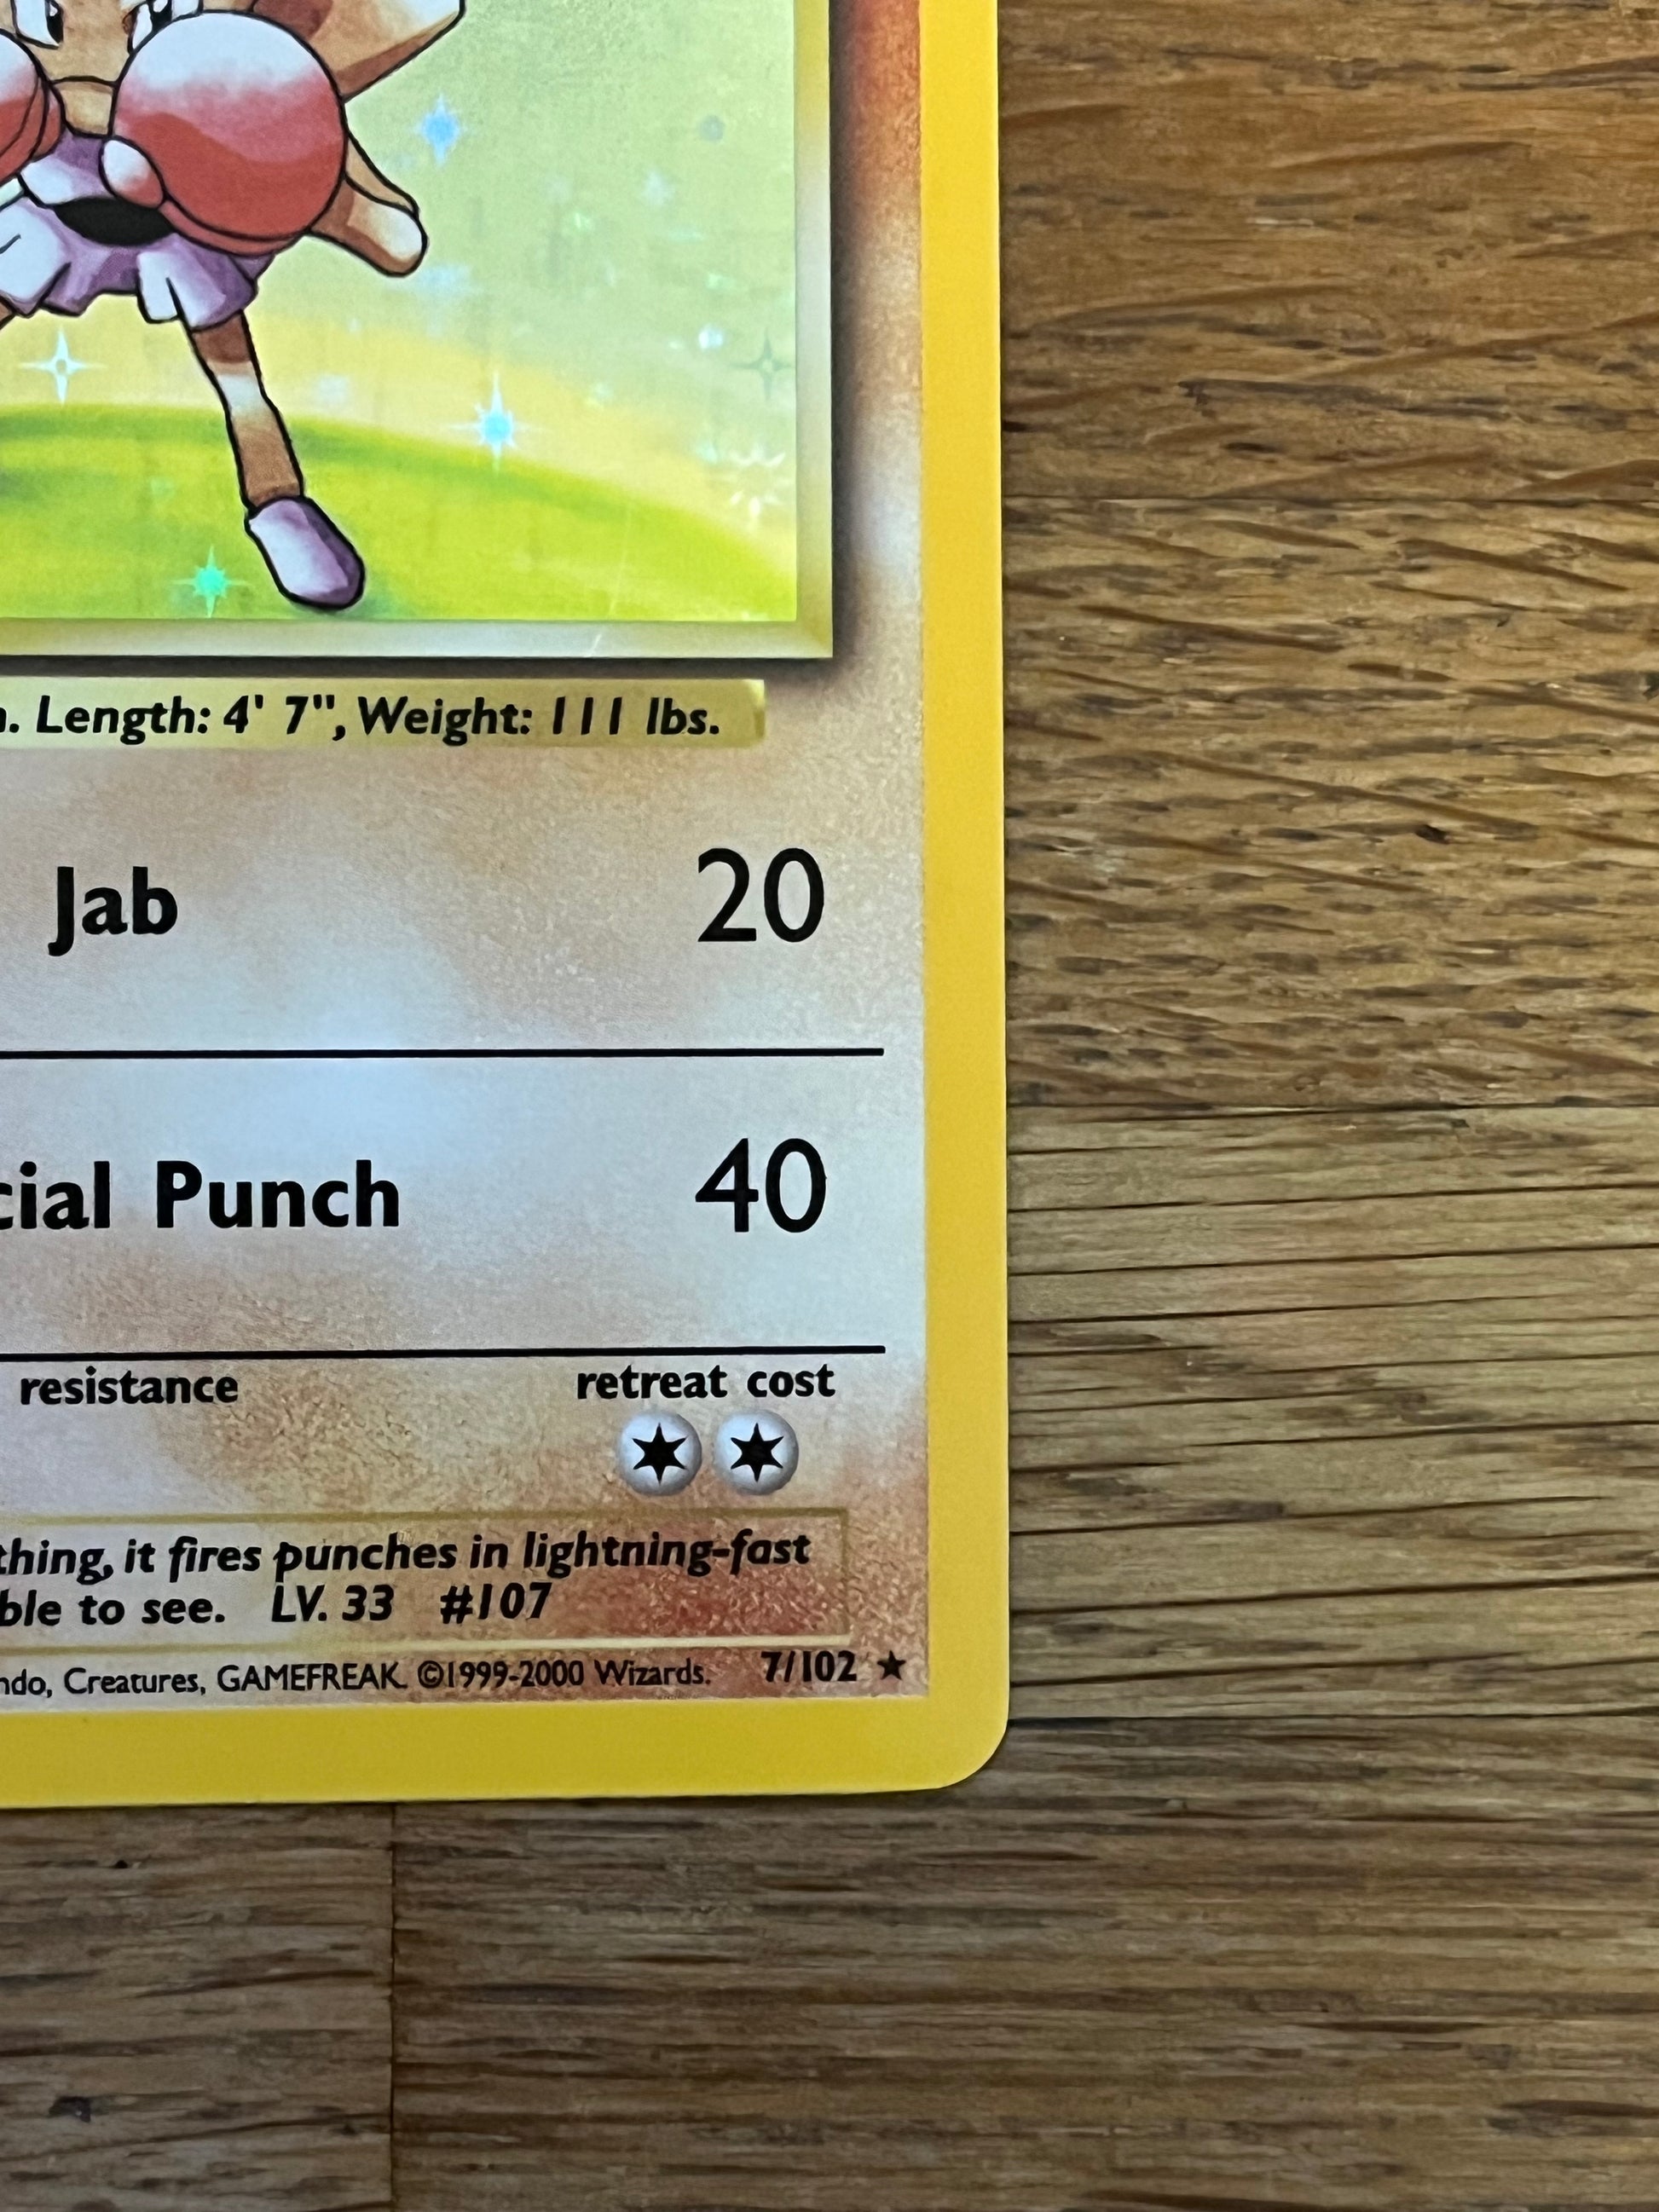 . Length: 4' 7", Weight: 111 lbs.
Jab 20
cial Punch 40
resistance retreat cost
thing, it fires punches in lightning-fast
ble to see. LV. 33 #107
ndo, Creatures, GAMEFREAK. ©1999-2000 Wizards. 7/102 ★